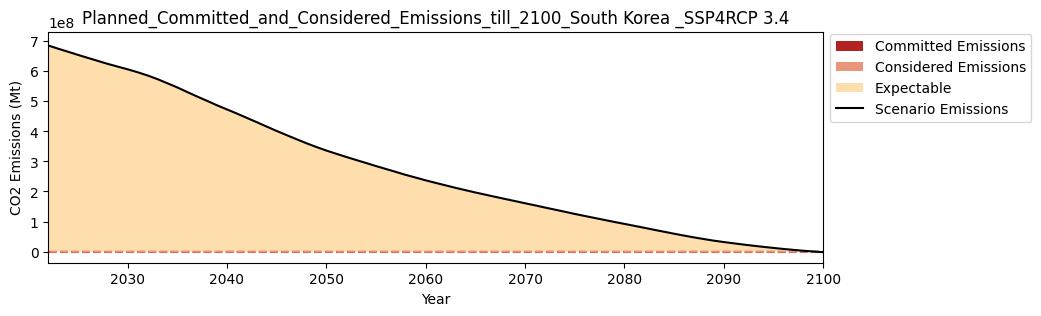 Planned_Committed_and_Considered_Emissions_till_2100_South Korea _SSP4RCP 3.4
1e8
7
6
5
4
3
2
1
0
CO2 Emissions (Mt)
2030 2040 2050 2060 2070 2080 2090 2100
Year
Committed Emissions
Considered Emissions
Expectable
Scenario Emissions